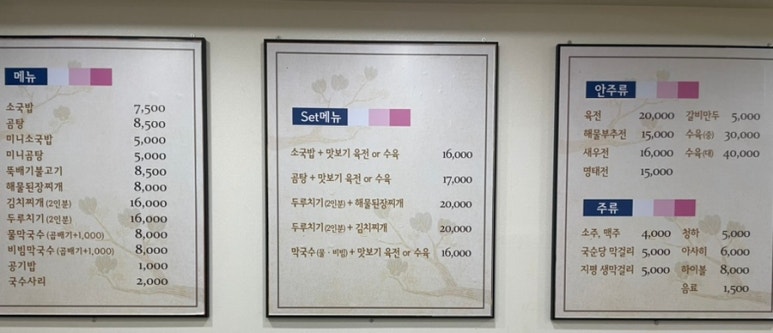 메뉴
소국밥 7,500
곰탕 8,500
미니소국밥 5,000
미니곰탕 5,000
뚝배기불고기 8,500
해물된장찌개 8,000
김치찌개 (2인분) 16,000
두루치기 (2인분) 16,000
물막국수 (곱빼기+1,000) 8,000
비빔막국수 (곱빼기+1,000) 8,000
공기밥 1,000
국수사리 2,000
Set메뉴
소국밥 + 맛보기 육전 or 수육 16,000
곰탕 + 맛보기 육전 or 수육 17,000
두루치기(2인분) + 해물된장찌개 20,000
두루치기(2인분) + 김치찌개 20,000
막국수(물 · 비빔) + 맛보기 육전 or 수육 16,000
안주류
육전 20,000 갈비만두 5,000
해물부추전 15,000 수육(중) 30,000
새우전 16,000 수육(대) 40,000
명태전 15,000
주류
소주, 맥주 4,000 청하 5,000
국순당 막걸리 5,000 아사히 6,000
지평 생막걸리 5,000 하이볼 8,000
음료 1,500